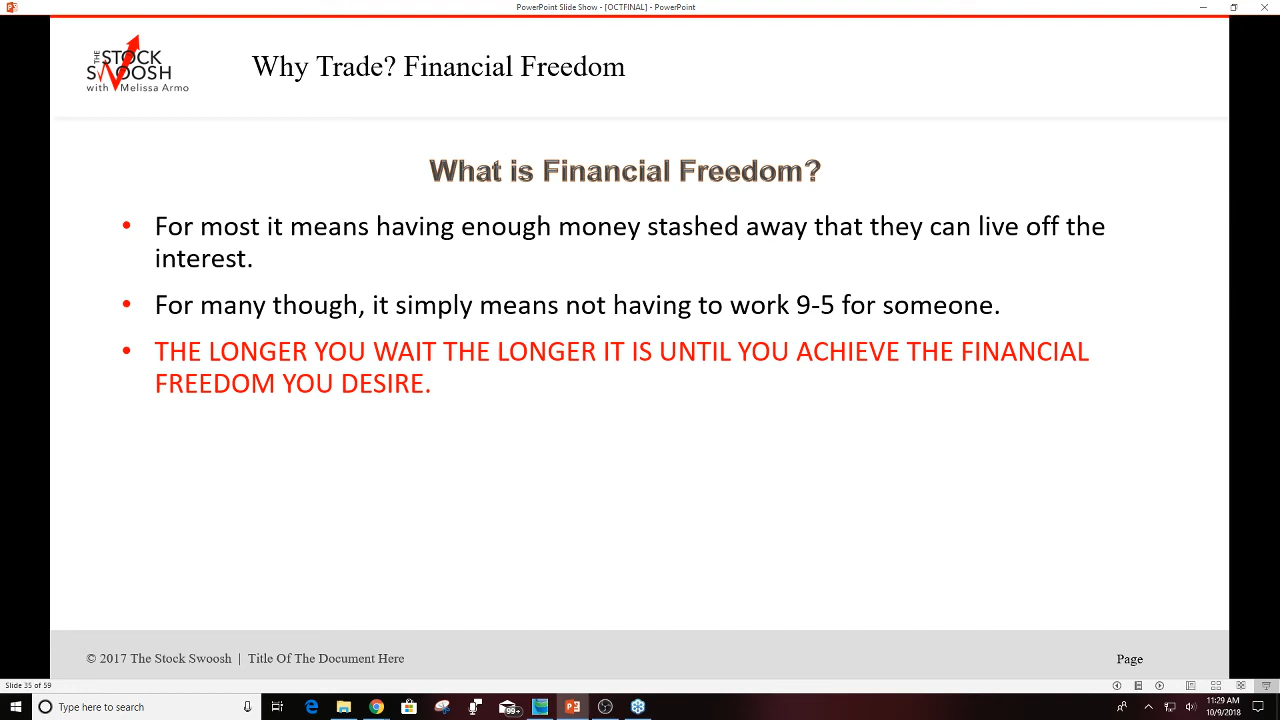 PowerPoint Slide Show - [OCTFINAL] - PowerPoint
THE STOCK
SWOOSH
with Melissa Armo
Why Trade? Financial Freedom
What is Financial Freedom?
• For most it means having enough money stashed away that they can live off the
interest.
• For many though, it simply means not having to work 9-5 for someone.
• THE LONGER YOU WAIT THE LONGER IT IS UNTIL YOU ACHIEVE THE FINANCIAL
FREEDOM YOU DESIRE.
© 2017 The Stock Swoosh | Title Of The Document Here
Page
Slide 35 of 59
Type here to search
99+
11:29 AM
10/9/2018